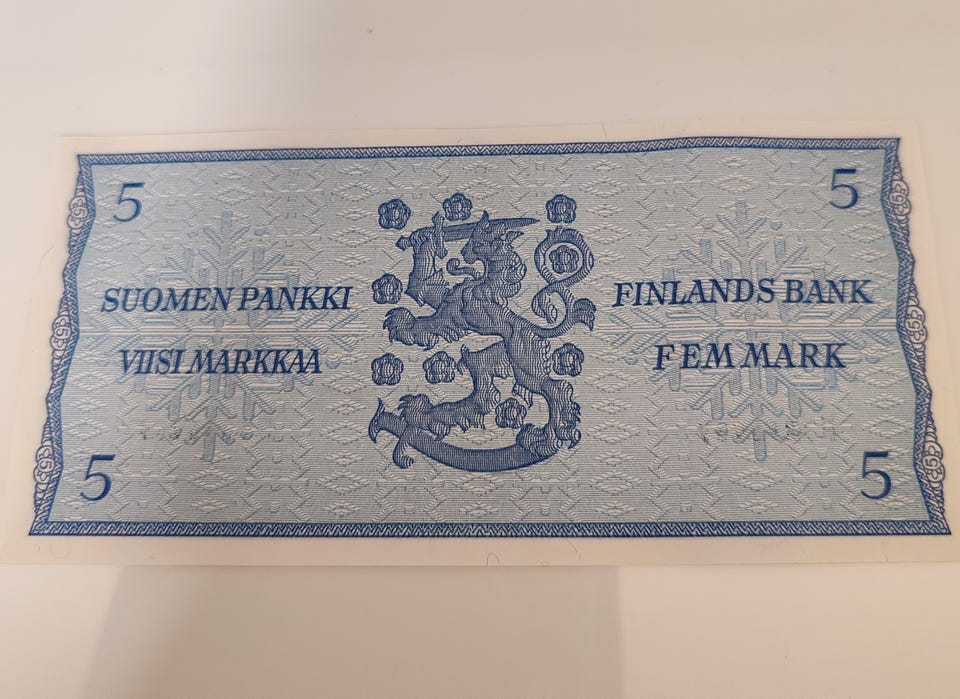 5
5
SUOMEN PANKKI
FINLANDS BANK
VIISI MARKKAA
FEM MARK
5
5